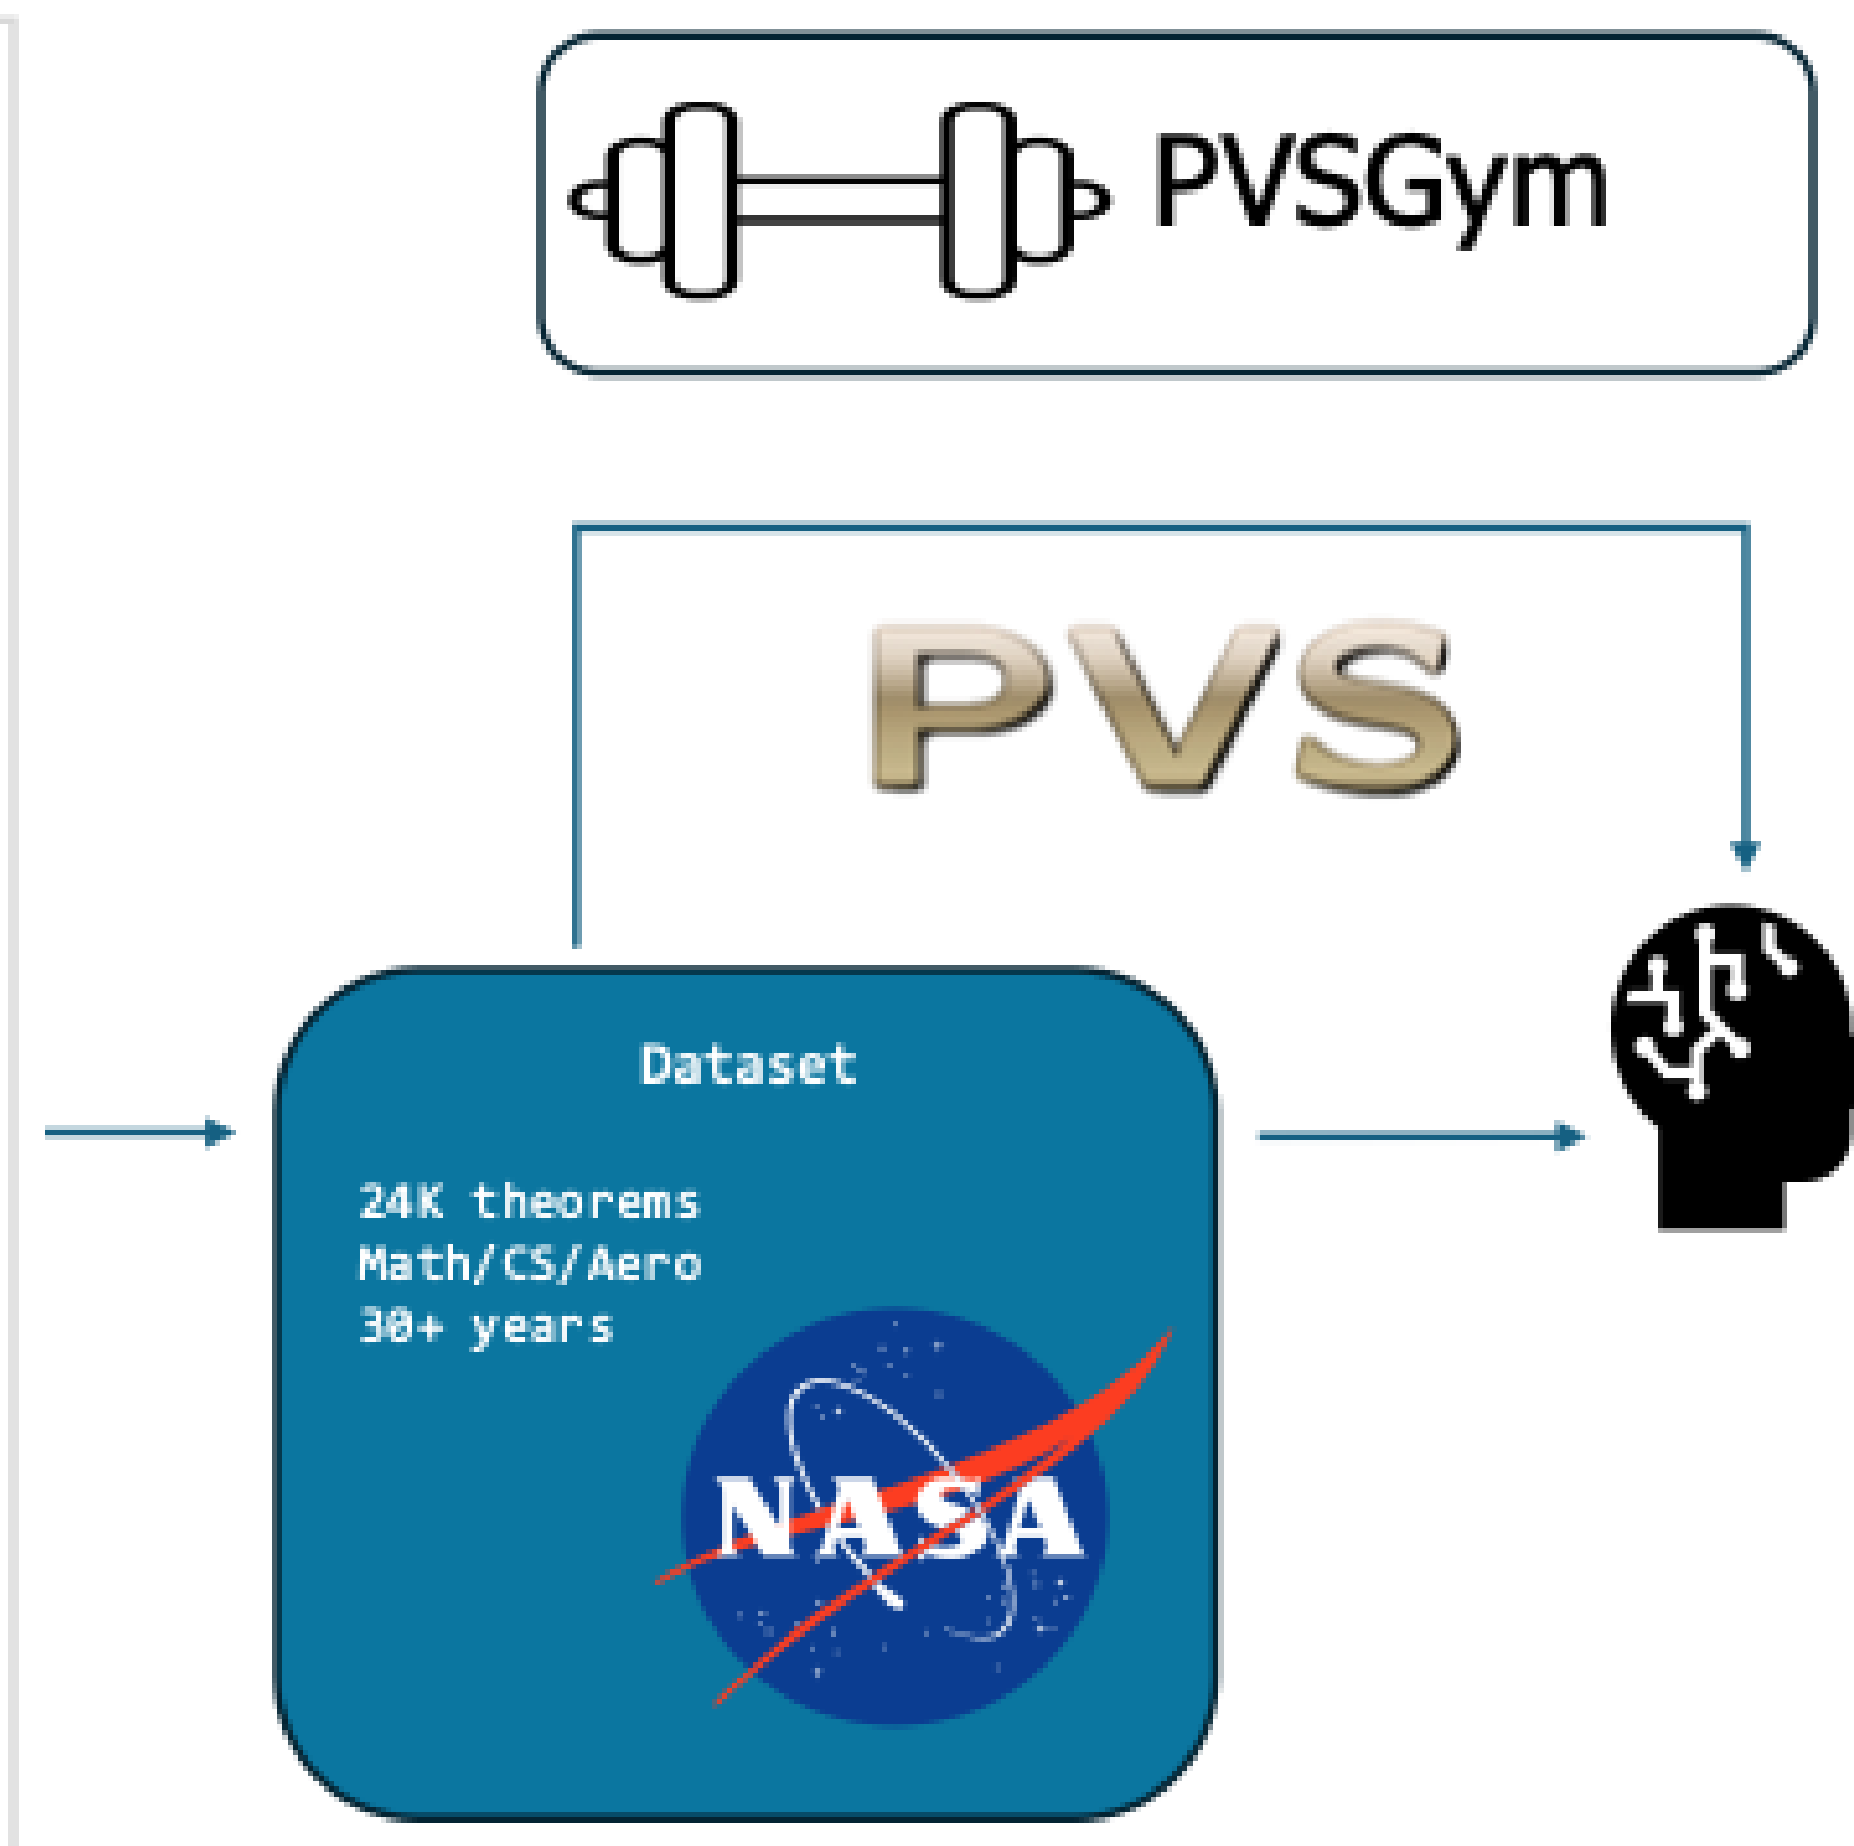 PVSGym
PVS
Dataset
24K theorems
Math/CS/Aero
30+ years
NASA